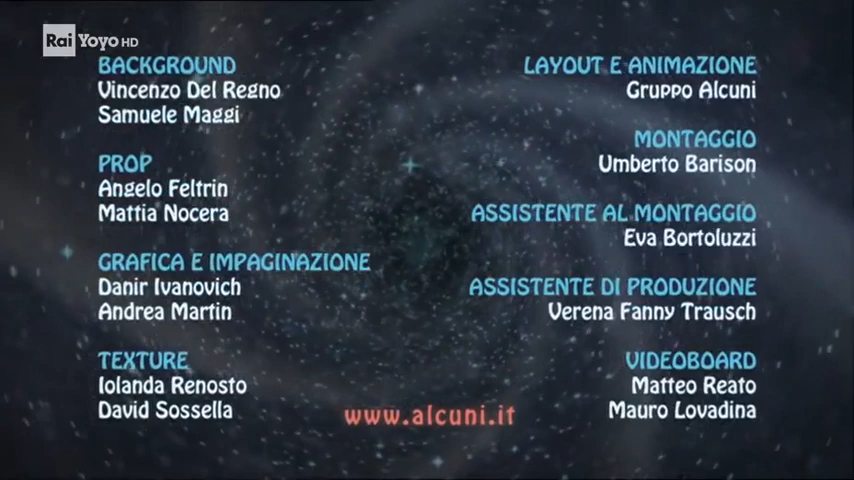 Rai Yoyo HD
BACKGROUND
Vincenzo Del Regno
Samuele Maggi
PROP
Angelo Feltrin
Mattia Nocera
GRAFICA E IMPAGINAZIONE
Danir Ivanovich
Andrea Martin
TEXTURE
Iolanda Renosto
David Sossella
LAYOUT E ANIMAZIONE
Gruppo Alcuni
MONTAGGIO
Umberto Barison
ASSISTENTE AL MONTAGGIO
Eva Bortoluzzi
ASSISTENTE DI PRODUZIONE
Verena Fanny Trausch
VIDEOBOARD
Matteo Reato
Mauro Lovadina
www.alcuni.it